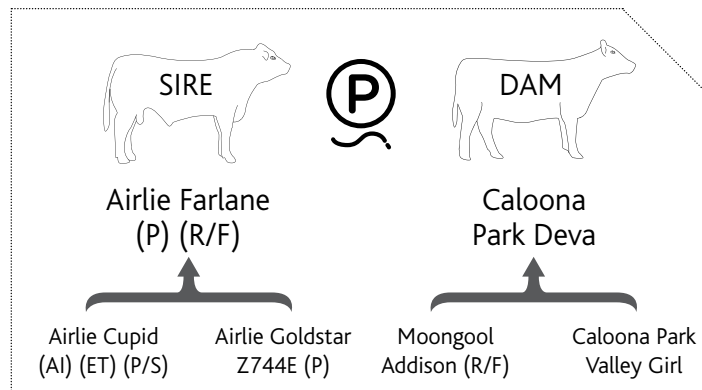 SIRE
P
DAM
Airlie Farlane
(P) (R/F)
Caloona
Park Deva
Airlie Cupid
(AI) (ET) (P/S)
Airlie Goldstar
Z744E (P)
Moongool
Addison (R/F)
Caloona Park
Valley Girl